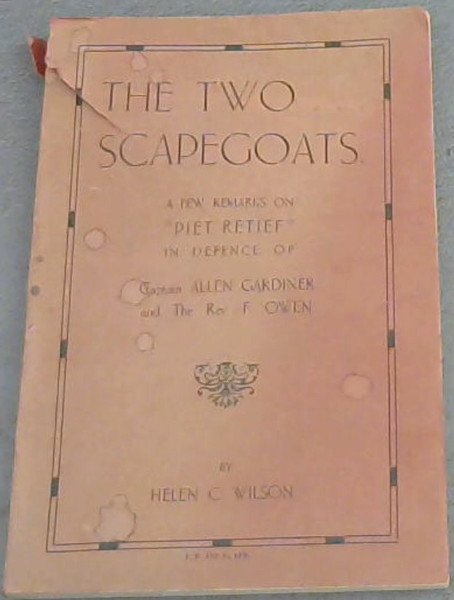 THE TWO
SCAPEGOATS.
A FEW REMARKS ON
"PIET RETIEF"
IN DEFENCE OF
Captain ALLEN GARDINER
and The Rev F OWEN
BY
HELEN C WILSON